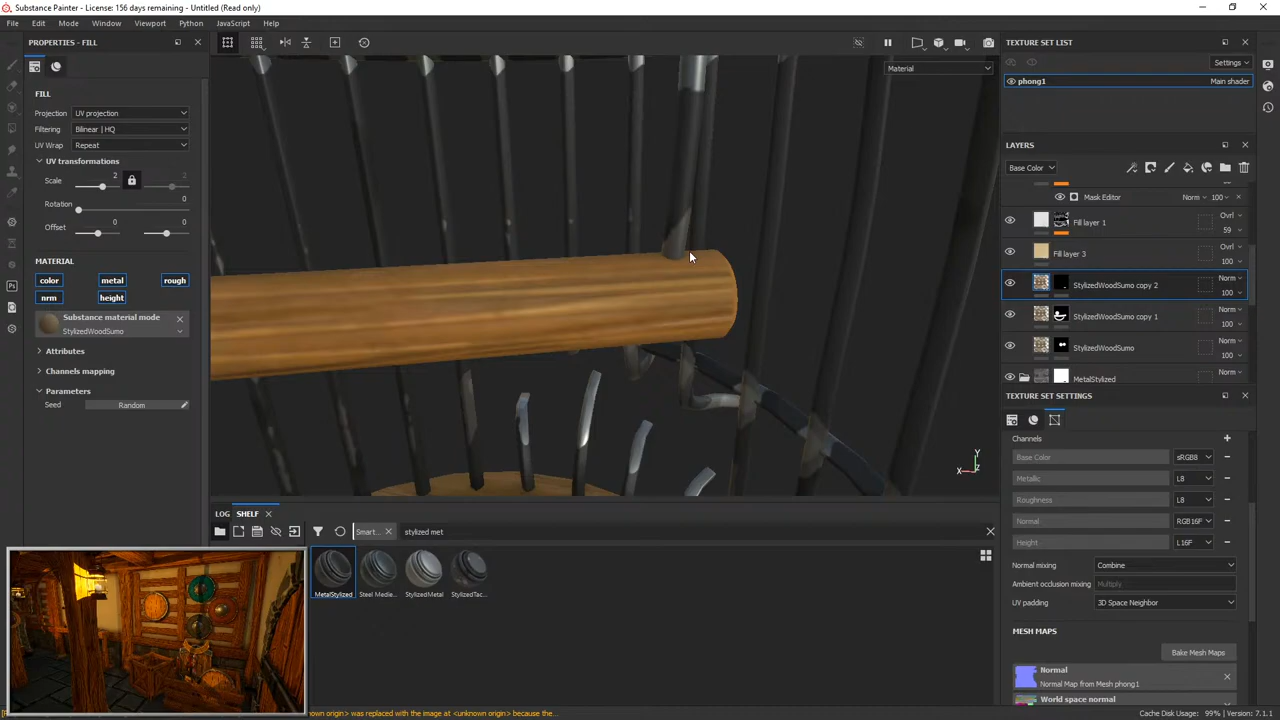 Substance Painter - License: 156 days remaining - Untitled (Read only)
File Edit Mode Window Viewport Python JavaScript Help
PROPERTIES - FILL
FILL
Projection UV projection
Filtering Bilinear | HQ
UV Wrap Repeat
UV transformations
Scale 2 2
Rotation 0
Offset 0 0
MATERIAL
color metal rough
nrm height
Substance material mode
StylizedWoodSumo
Attributes
Channels mapping
Parameters
Seed Random
Material
Y
X Z
LOG SHELF
Smart... stylized met
MetalStylized Steel Medie... StylizedMetal StylizedTac...
known origin> was replaced with the image at <unknown origin> because the...
TEXTURE SET LIST
Settings
phong1 Main shader
LAYERS
Base Color
Mask Editor Norm 100
Fill layer 1 Ovrl 59
Fill layer 3 Ovrl 100
StylizedWoodSumo copy 2 Norm 100
StylizedWoodSumo copy 1 Norm 100
StylizedWoodSumo Norm 100
MetalStylized Norm
TEXTURE SET SETTINGS
Channels
Base Color sRGB8
Metallic L8
Roughness L8
Normal RGB16F
Height L16F
Normal mixing Combine
Ambient occlusion mixing Multiply
UV padding 3D Space Neighbor
MESH MAPS
Bake Mesh Maps
Normal
Normal Map from Mesh phong1
World space normal
Cache Disk Usage: 99% | Version: 7.1.1